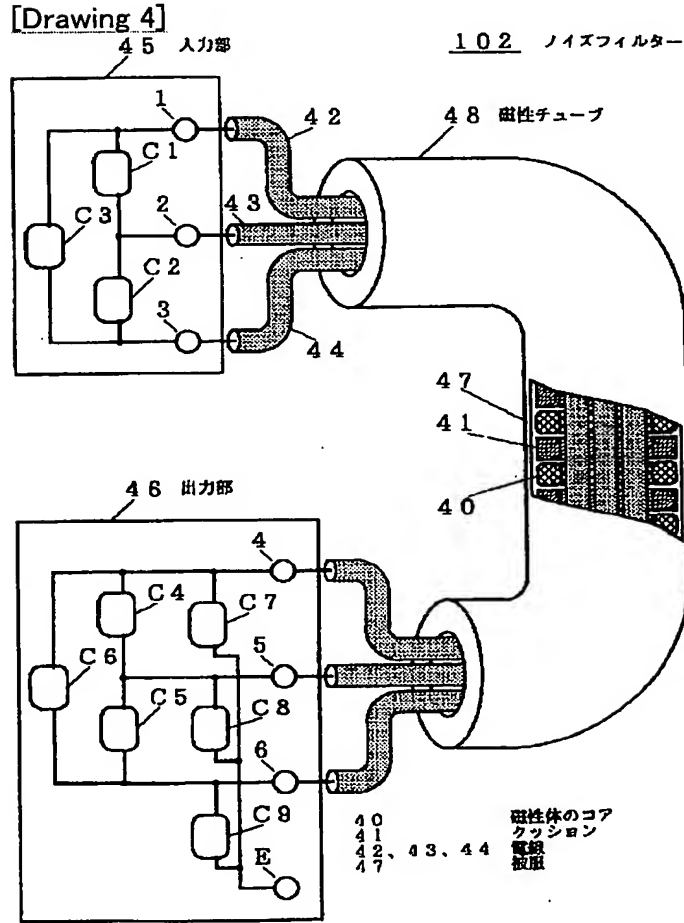 [Drawing 4]
45 入力部
102 ノイズフィルター
1
42
48 磁性チューブ
C1
C3
2
43
C2
3
44
47
41
40
46 出力部
4
C4
C7
5
C6
C5
C8
6
C9
E
40 磁性体のコア
41 クッション
42、43、44 電線
47 被服